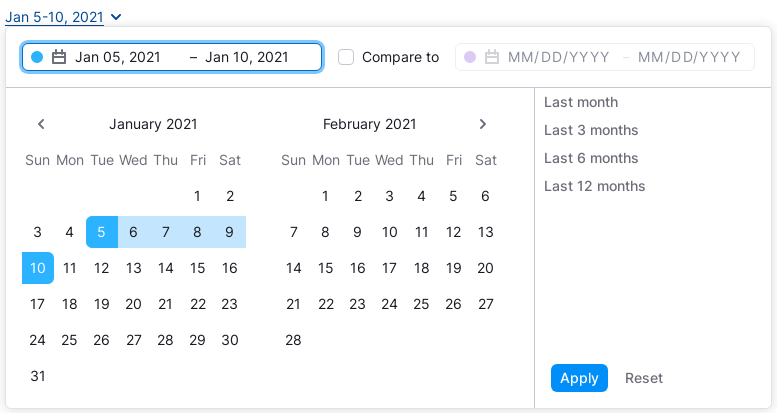 Jan 5-10, 2021
Jan 05, 2021 – Jan 10, 2021 Compare to MM/DD/YYYY – MM/DD/YYYY
January 2021 February 2021
Sun Mon Tue Wed Thu Fri Sat Sun Mon Tue Wed Thu Fri Sat
1 2 1 2 3 4 5 6
3 4 5 6 7 8 9 7 8 9 10 11 12 13
10 11 12 13 14 15 16 14 15 16 17 18 19 20
17 18 19 20 21 22 23 21 22 23 24 25 26 27
24 25 26 27 28 29 30 28
31
Last month
Last 3 months
Last 6 months
Last 12 months
Apply Reset